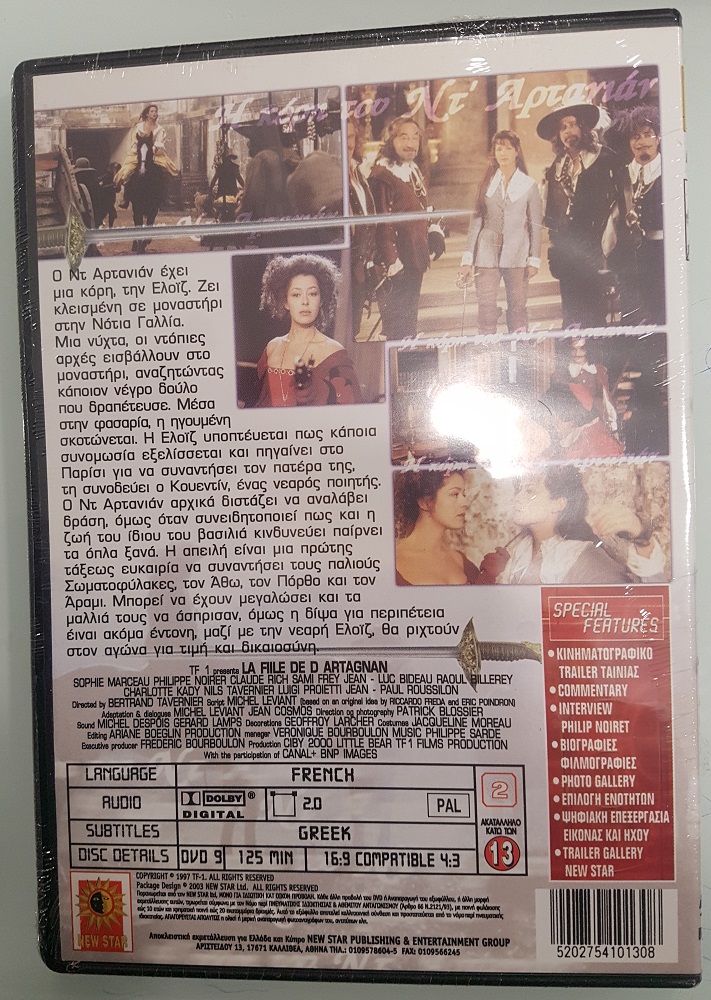 Η κόρη του Ντ' Αρτανιάν
Ο Ντ Αρτανιάν έχει
μια κόρη, την Ελοϊζ. Ζει
κλεισμένη σε μοναστήρι
στην Νότια Γαλλία.
Μια νύχτα, οι ντόπιες
αρχές εισβάλλουν στο
μοναστήρι, αναζητώντας
κάποιον νέγρο δούλο
που δραπέτευσε. Μέσα
στην φασαρία, η ηγουμένη
σκοτώνεται. Η Ελοϊζ υποπτέυεται πως κάποια
συνομωσία εξελίσσεται και πηγαίνει στο
Παρίσι για να συναντήσει τον πατέρα της,
τη συνοδεύει ο Κουεντίν, ένας νεαρός ποιητής.
Ο Ντ Αρτανιάν αρχικά διστάζει να αναλάβει
δράση, όμως όταν συνειδητοποιεί πως και η
ζωή του ίδιου του βασιλιά κινδυνεύει παίρνει
τα όπλα ξανά. Η απειλή είναι μια πρώτης
τάξεως ευκαιρία να συναντήσει τους παλιούς
Σωματοφύλακες, τον Άθω, τον Πόρθο και τον
Άραμι. Μπορεί να έχουν μεγαλώσει και τα
μαλλιά τους να άσπρισαν, όμως η δίψα για περιπέτεια
έιναι ακόμα έντονη, μαζί με την νεαρή Ελοϊζ, θα ριχτούν
στον αγώνα για τιμή και δικαιοσύνη.
TF 1 presents LA FIILE DE D ARTAGNAN
SOPHIE MARCEAU PHILIPPE NOIRER CLAUDE RICH SAMI FREY JEAN - LUC BIDEAU RAOUL BILLEREY
CHARLOTTE KADY NILS TAVERNIER LUIGI PROIETTI JEAN - PAUL ROUSSILON
Directed by BERTRAND TAVERNIER Script MICHEL LEVIANT (based on an original idea by RICCARDO FREDA and ERIC POINDRON)
Adaptation & dialogues MICHEL LEVIANT JEAN COSMOS Direction og photography PATRICK BLOSSIER
Sound MICHEL DESPOIS GERARD LAMPS Decorations GEOFFROY LARCHER Costumes JACQUELINE MOREAU
Editing ARIANE BOEGLIN PRODUCTION manager VERONIQUE BOURBOULON MUSIC PHILIPPE SARDE
Executive producer FREDERIC BOURBOULON Production CIBY 2000 LITTLE BEAR TF1 FILMS PRODUCTION
With the participation of CANAL+ BNP IMAGES
SPECIAL
FEATURES
• ΚΙΝΗΜΑΤΟΓΡΑΦΙΚΟ
TRAILER ΤΑΙΝΙΑΣ
• COMMENTARY
• INTERVIEW
PHILIP NOIRET
• ΒΙΟΓΡΑΦΙΕΣ
ΦΙΛΜΟΓΡΑΦΙΕΣ
• PHOTO GALLERY
• ΕΠΙΛΟΓΗ ΕΝΟΤΗΤΩΝ
• ΨΗΦΙΑΚΗ ΕΠΕΞΕΡΓΑΣΙΑ
ΕΙΚΟΝΑΣ ΚΑΙ ΗΧΟΥ
• TRAILER GALLERY
NEW STAR
LANGUAGE FRENCH
AUDIO DOLBY ® DIGITAL 2.0 PAL
SUBTITLES GREEK
DISC DETAILS DVD 9 125 MIN 16:9 COMPATIBLE 4:3
2
ΑΚΑΤΑΛΛΗΛΟ
ΚΑΤΩ ΤΩΝ
13
NEW STAR
COPYRIGHT © 1997 TF-1. ALL RIGHTS RESERVED
Package Design © 2003 NEW STAR Ltd. ALL RIGHTS RESERVED
Αποκλειστική εκμετάλλευση για Ελλάδα και Κύπρο NEW STAR PUBLISHING & ENTERTAINMENT GROUP
ΑΡΙΣΤΕΙΔΟΥ 13, 17671 ΚΑΛΛΙΘΕΑ, ΑΘΗΝΑ ΤΗΛ.: 0109578604-5 FAX: 0109566245
5202754101308